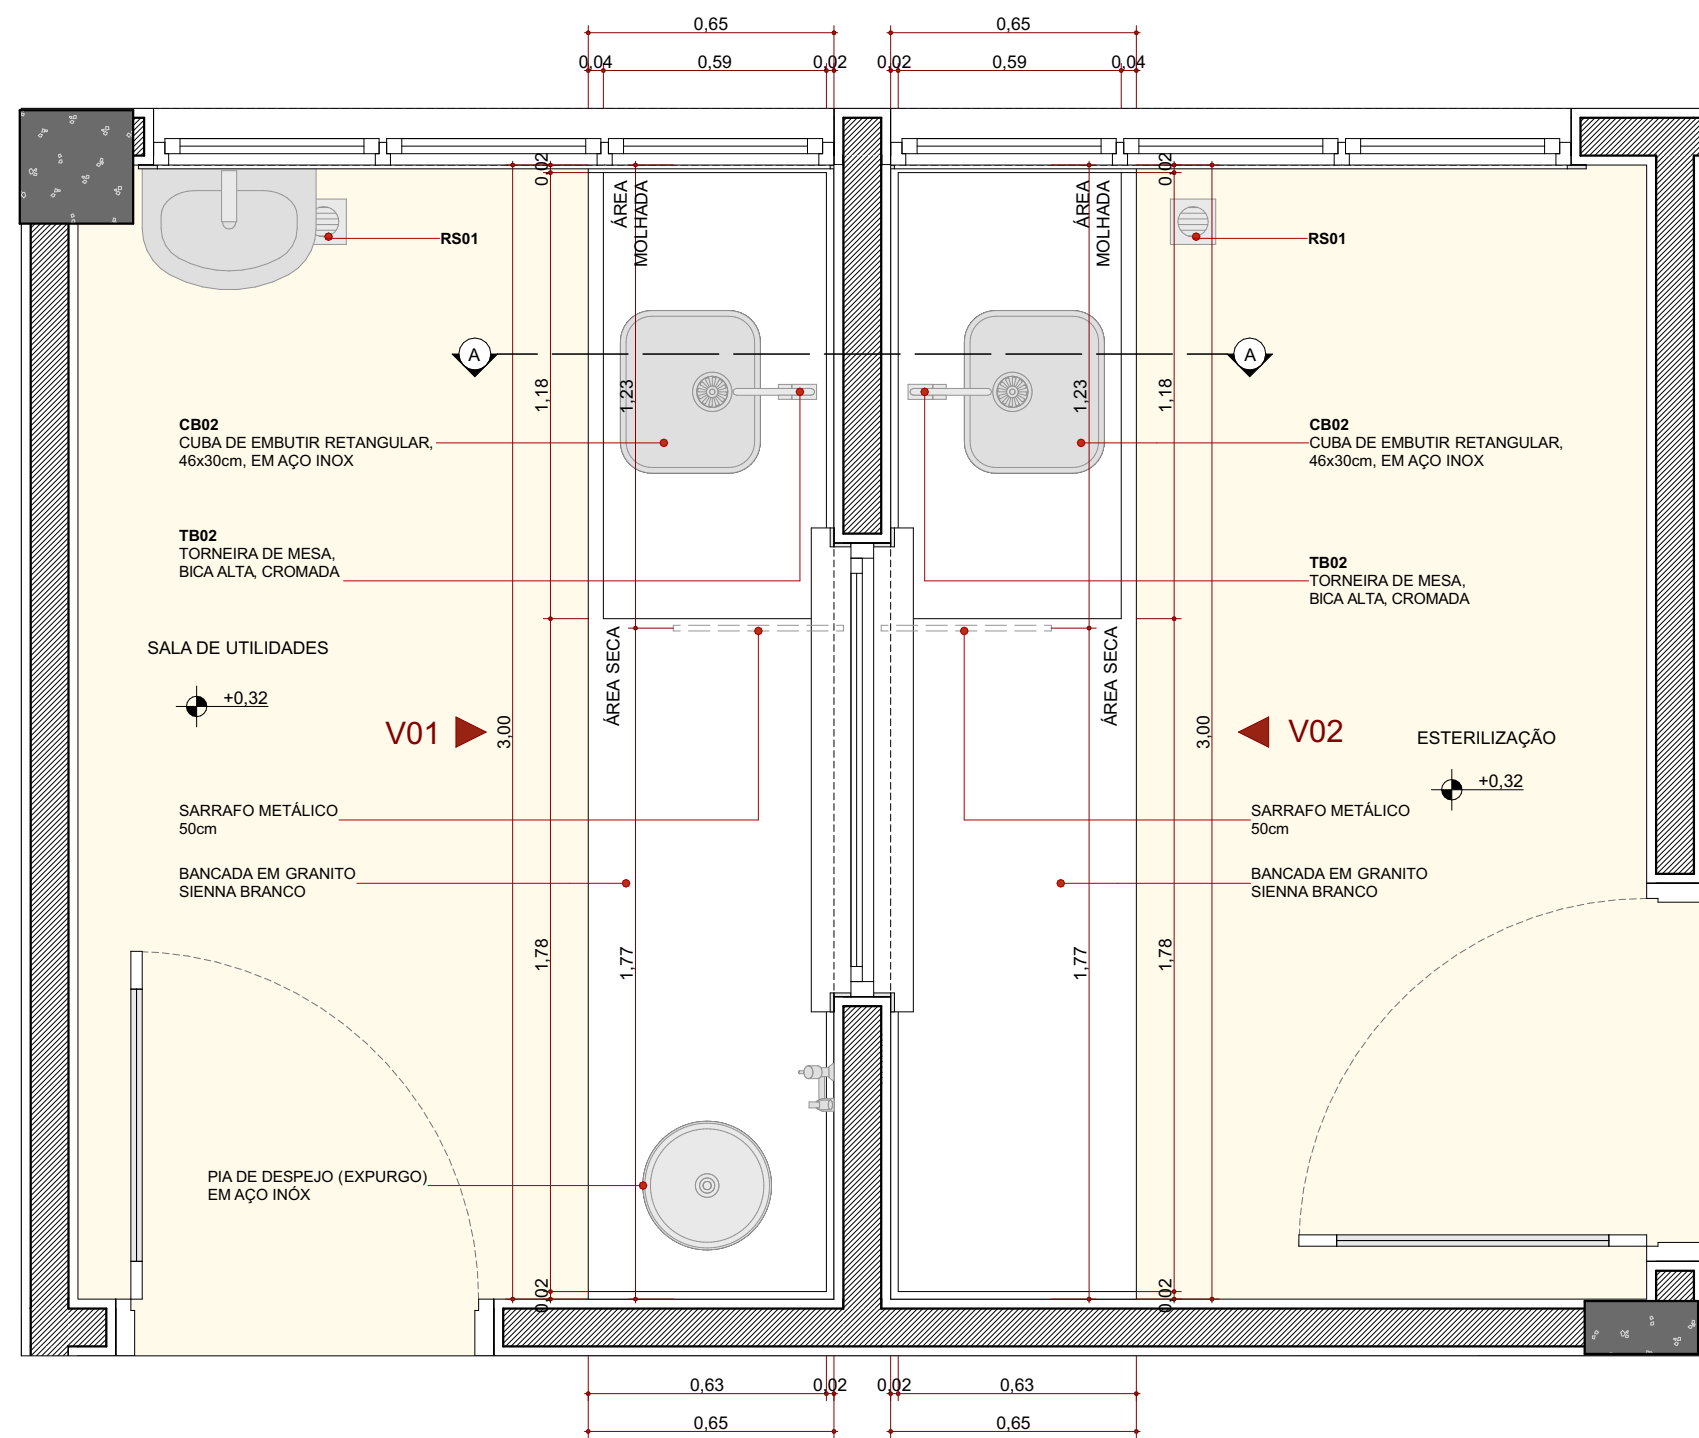 0,65
0,65
0,04
0,59
0,02
0,02
0,59
0,04
0,02
ÁREA
MOLHADA
ÁREA
MOLHADA
0,02
RS01
RS01
A
A
1,18
1,23
1,23
1,18
CB02
CUBA DE EMBUTIR RETANGULAR,
46x30cm, EM AÇO INOX
CB02
CUBA DE EMBUTIR RETANGULAR,
46x30cm, EM AÇO INOX
TB02
TORNEIRA DE MESA,
BICA ALTA, CROMADA
TB02
TORNEIRA DE MESA,
BICA ALTA, CROMADA
SALA DE UTILIDADES
+0,32
ÁREA SECA
ÁREA SECA
V01
3,00
3,00
V02
ESTERILIZAÇÃO
+0,32
SARRAFO METÁLICO
50cm
SARRAFO METÁLICO
50cm
BANCADA EM GRANITO
SIENNA BRANCO
BANCADA EM GRANITO
SIENNA BRANCO
1,78
1,77
1,77
1,78
PIA DE DESPEJO (EXPURGO)
EM AÇO INÓX
0,02
0,02
0,63
0,02
0,02
0,63
0,65
0,65